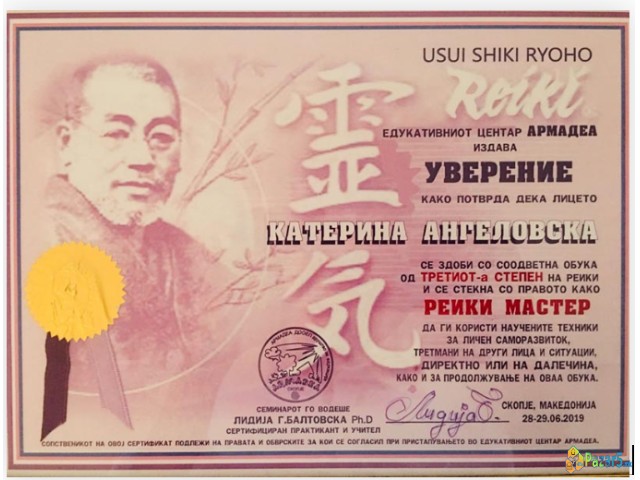 USUI SHIKI RYOHO
Reiki
ЕДУКАТИВНИОТ ЦЕНТАР АРМАДЕА
ИЗДАВА
УВЕРЕНИЕ
КАКО ПОТВРДА ДЕКА ЛИЦЕТО
КАТЕРИНА АНГЕЛОВСКА
СЕ ЗДОБИ СО СООДВЕТНА ОБУКА
ОД ТРЕТИОТ-а СТЕПЕН НА РЕИКИ
И СЕ СТЕКНА СО ПРАВОТО КАКО
РЕИКИ МАСТЕР
ДА ГИ КОРИСТИ НАУЧЕНИТЕ ТЕХНИКИ
ЗА ЛИЧЕН САМОРАЗВИТОК,
ТРЕТМАНИ НА ДРУГИ ЛИЦА И СИТУАЦИИ,
ДИРЕКТНО ИЛИ НА ДАЛЕЧИНА,
КАКО И ЗА ПРОДОЛЖУВАЊЕ НА ОВАА ОБУКА.
靈
気
СЕМИНАРОТ ГО ВОДЕШЕ
ЛИДИЈА Г.БАЛТОВСКА Ph.D
СЕРТИФИЦИРАН ПРАКТИКАНТ И УЧИТЕЛ
СКОПЈЕ, МАКЕДОНИЈА
28-29.06.2019
СОПСТВЕНИКОТ НА ОВОЈ СЕРТИФИКАТ ПОДЛЕЖИ НА ПРАВАТА И ОБВРСКИТЕ ЗА КОИ СЕ СОГЛАСИЛ ПРИ ПРИСТАПУВАЊЕТО ВО ЕДУКАТИВНИОТ ЦЕНТАР АРМАДЕА.